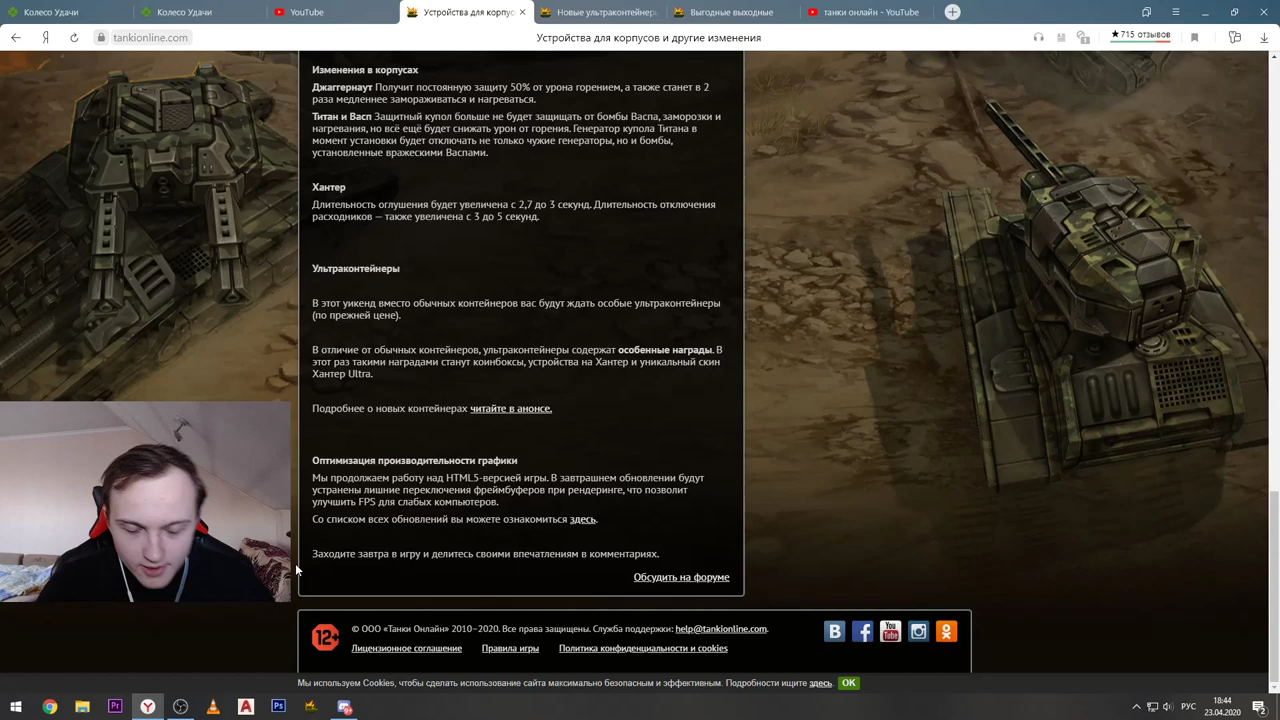 Колесо Удачи
Колесо Удачи
YouTube
Устройства для корпус
Новые ультраконтейнер
Выгодные выходные
танки онлайн - YouTube
tankionline.com
Устройства для корпусов и другие изменения
★ 715 отзывов
Изменения в корпусах
Джаггернаут Получит постоянную защиту 50% от урона горением, а также станет в 2
раза медленнее замораживаться и нагреваться.
Титан и Васп Защитный купол больше не будет защищать от бомбы Васпа, заморозки и
нагревания, но всё ещё будет снижать урон от горения. Генератор купола Титана в
момент установки будет отключать не только чужие генераторы, но и бомбы,
установленные вражескими Васпами.
Хантер
Длительность оглушения будет увеличена с 2,7 до 3 секунд. Длительность отключения
расходников — также увеличена с 3 до 5 секунд.
Ультраконтейнеры
В этот уикенд вместо обычных контейнеров вас будут ждать особые ультраконтейнеры
(по прежней цене).
В отличие от обычных контейнеров, ультраконтейнеры содержат особенные награды. В
этот раз такими наградами станут коинбоксы, устройства на Хантер и уникальный скин
Хантер Ultra.
Подробнее о новых контейнерах читайте в анонсе.
Оптимизация производительности графики
Мы продолжаем работу над HTML5-версией игры. В завтрашнем обновлении будут
устранены лишние переключения фреймбуферов при рендеринге, что позволит
улучшить FPS для слабых компьютеров.
Со списком всех обновлений вы можете ознакомиться здесь.
Заходите завтра в игру и делитесь своими впечатлениям в комментариях.
Обсудить на форуме
12+
© ООО «Танки Онлайн» 2010–2020. Все права защищены. Служба поддержки: help@tankionline.com.
Лицензионное соглашение Правила игры Политика конфиденциальности и cookies
Мы используем Cookies, чтобы сделать использование сайта максимально безопасным и эффективным. Подробности ищите здесь. OK
РУС
18:44
23.04.2020